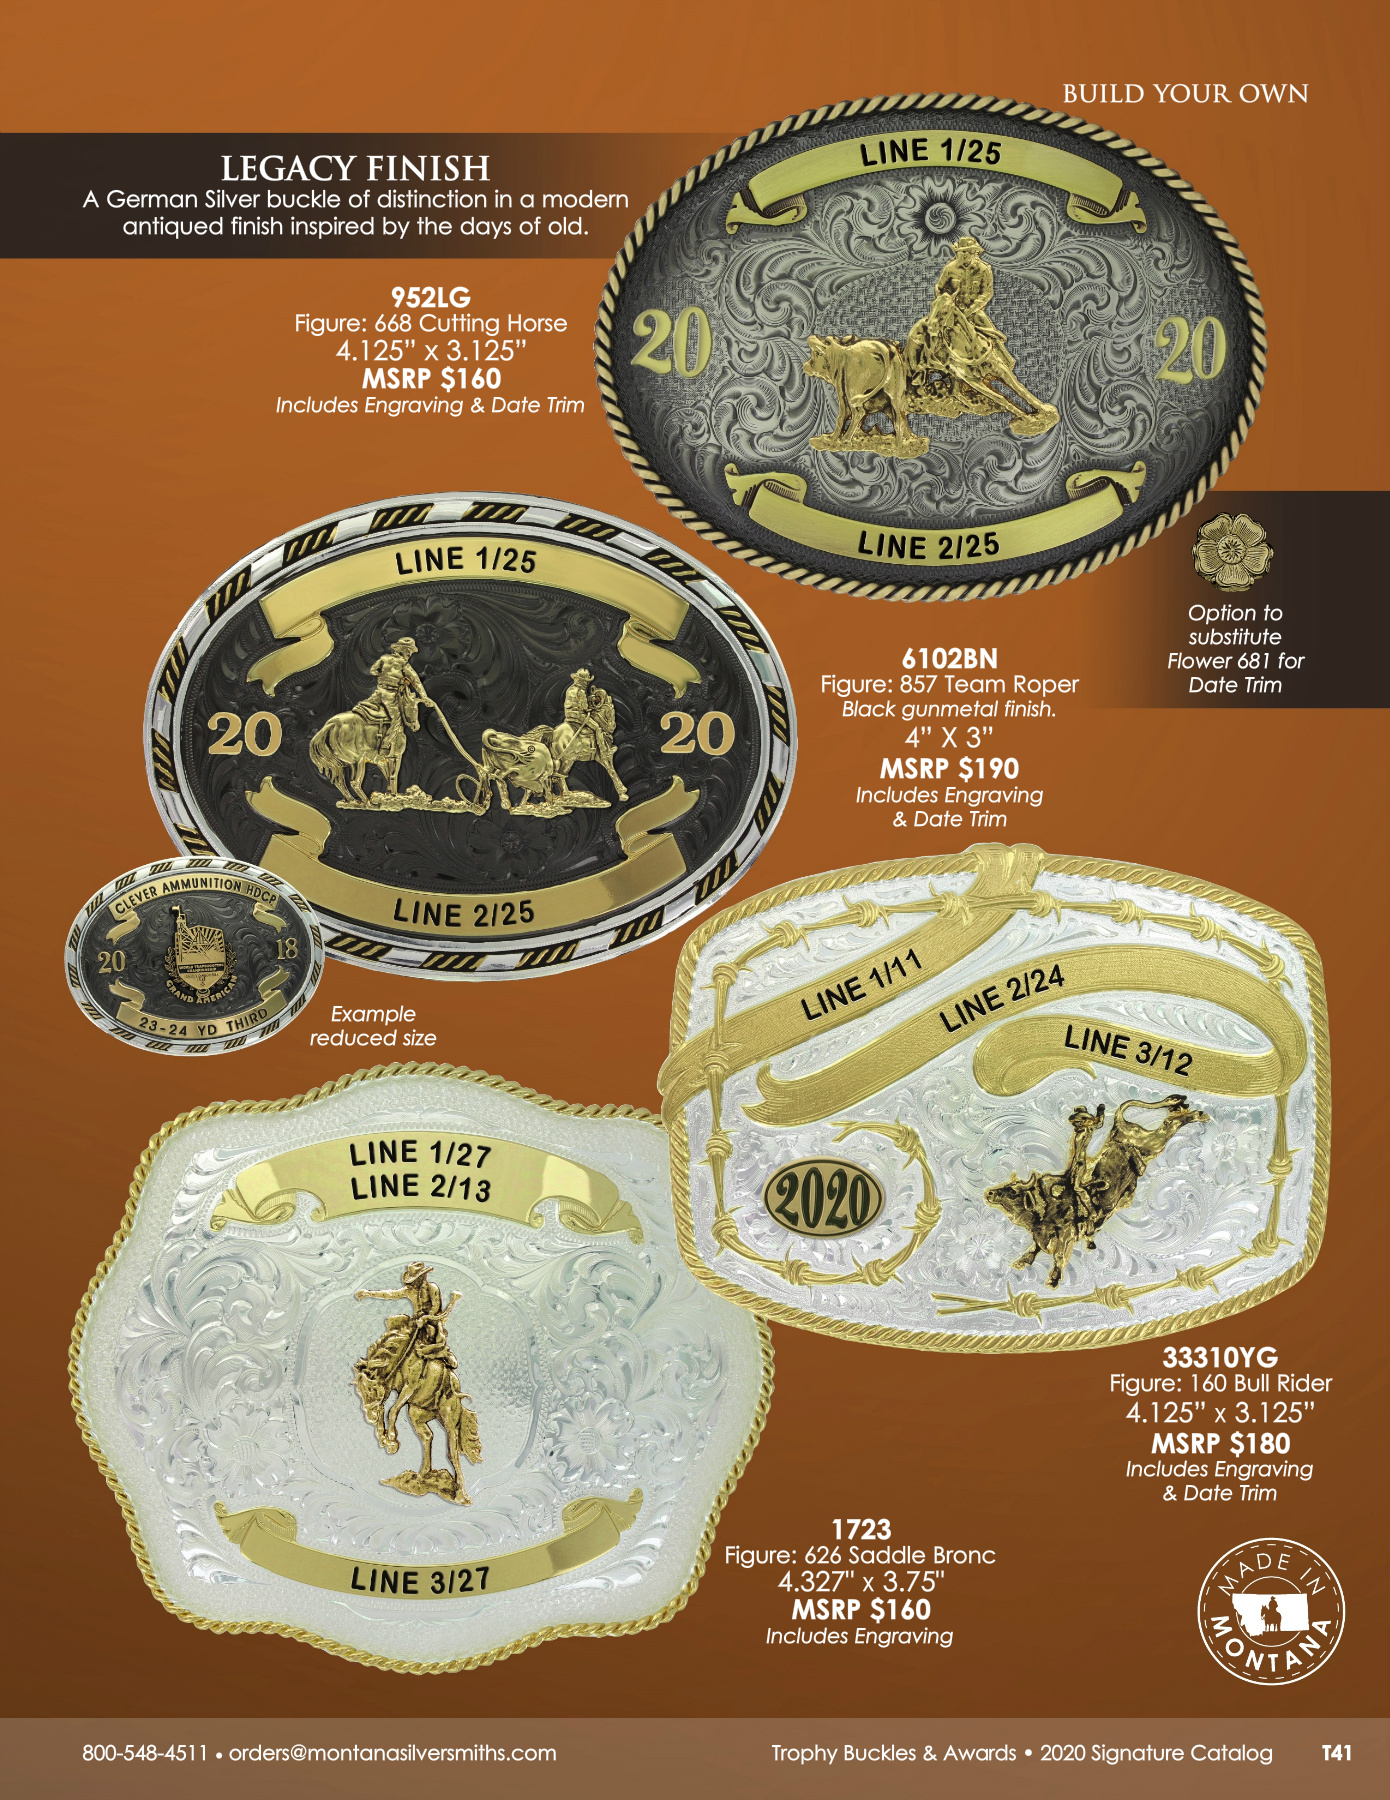 BUILD YOUR OWN
LEGACY FINISH
A German Silver buckle of distinction in a modern
antiqued finish inspired by the days of old.
952LG
Figure: 668 Cutting Horse
4.125” x 3.125”
MSRP $160
Includes Engraving & Date Trim
LINE 1/25
20
20
LINE 2/25
Option to
substitute
Flower 681 for
Date Trim
LINE 1/25
20
20
LINE 2/25
6102BN
Figure: 857 Team Roper
Black gunmetal finish.
4” X 3”
MSRP $190
Includes Engraving
& Date Trim
CLEVER AMMUNITION HDCP
20
18
GRAND AMERICAN
23-24 YD THIRD
Example
reduced size
LINE 1/11
LINE 2/24
LINE 3/12
2020
33310YG
Figure: 160 Bull Rider
4.125” x 3.125”
MSRP $180
Includes Engraving
& Date Trim
LINE 1/27
LINE 2/13
LINE 3/27
1723
Figure: 626 Saddle Bronc
4.327" x 3.75"
MSRP $160
Includes Engraving
MADE IN
MONTANA
800-548-4511 • orders@montanasilversmiths.com
Trophy Buckles & Awards • 2020 Signature Catalog T41